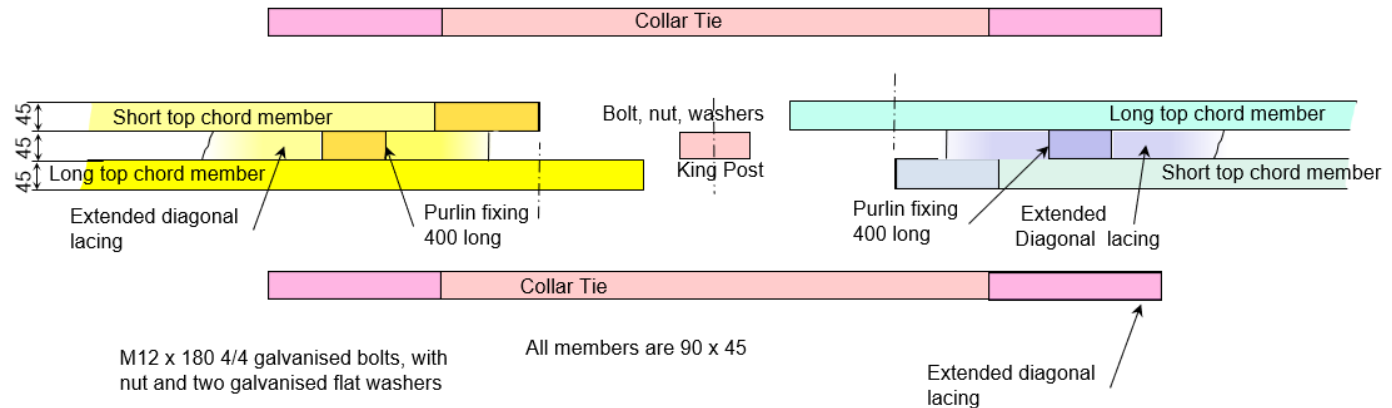 Collar Tie
45
45
45
Short top chord member
Long top chord member
Bolt, nut, washers
King Post
Long top chord member
Short top chord member
Extended diagonal
lacing
Purlin fixing
400 long
Purlin fixing
400 long
Extended
Diagonal lacing
Collar Tie
M12 x 180 4/4 galvanised bolts, with
nut and two galvanised flat washers
All members are 90 x 45
Extended diagonal
lacing